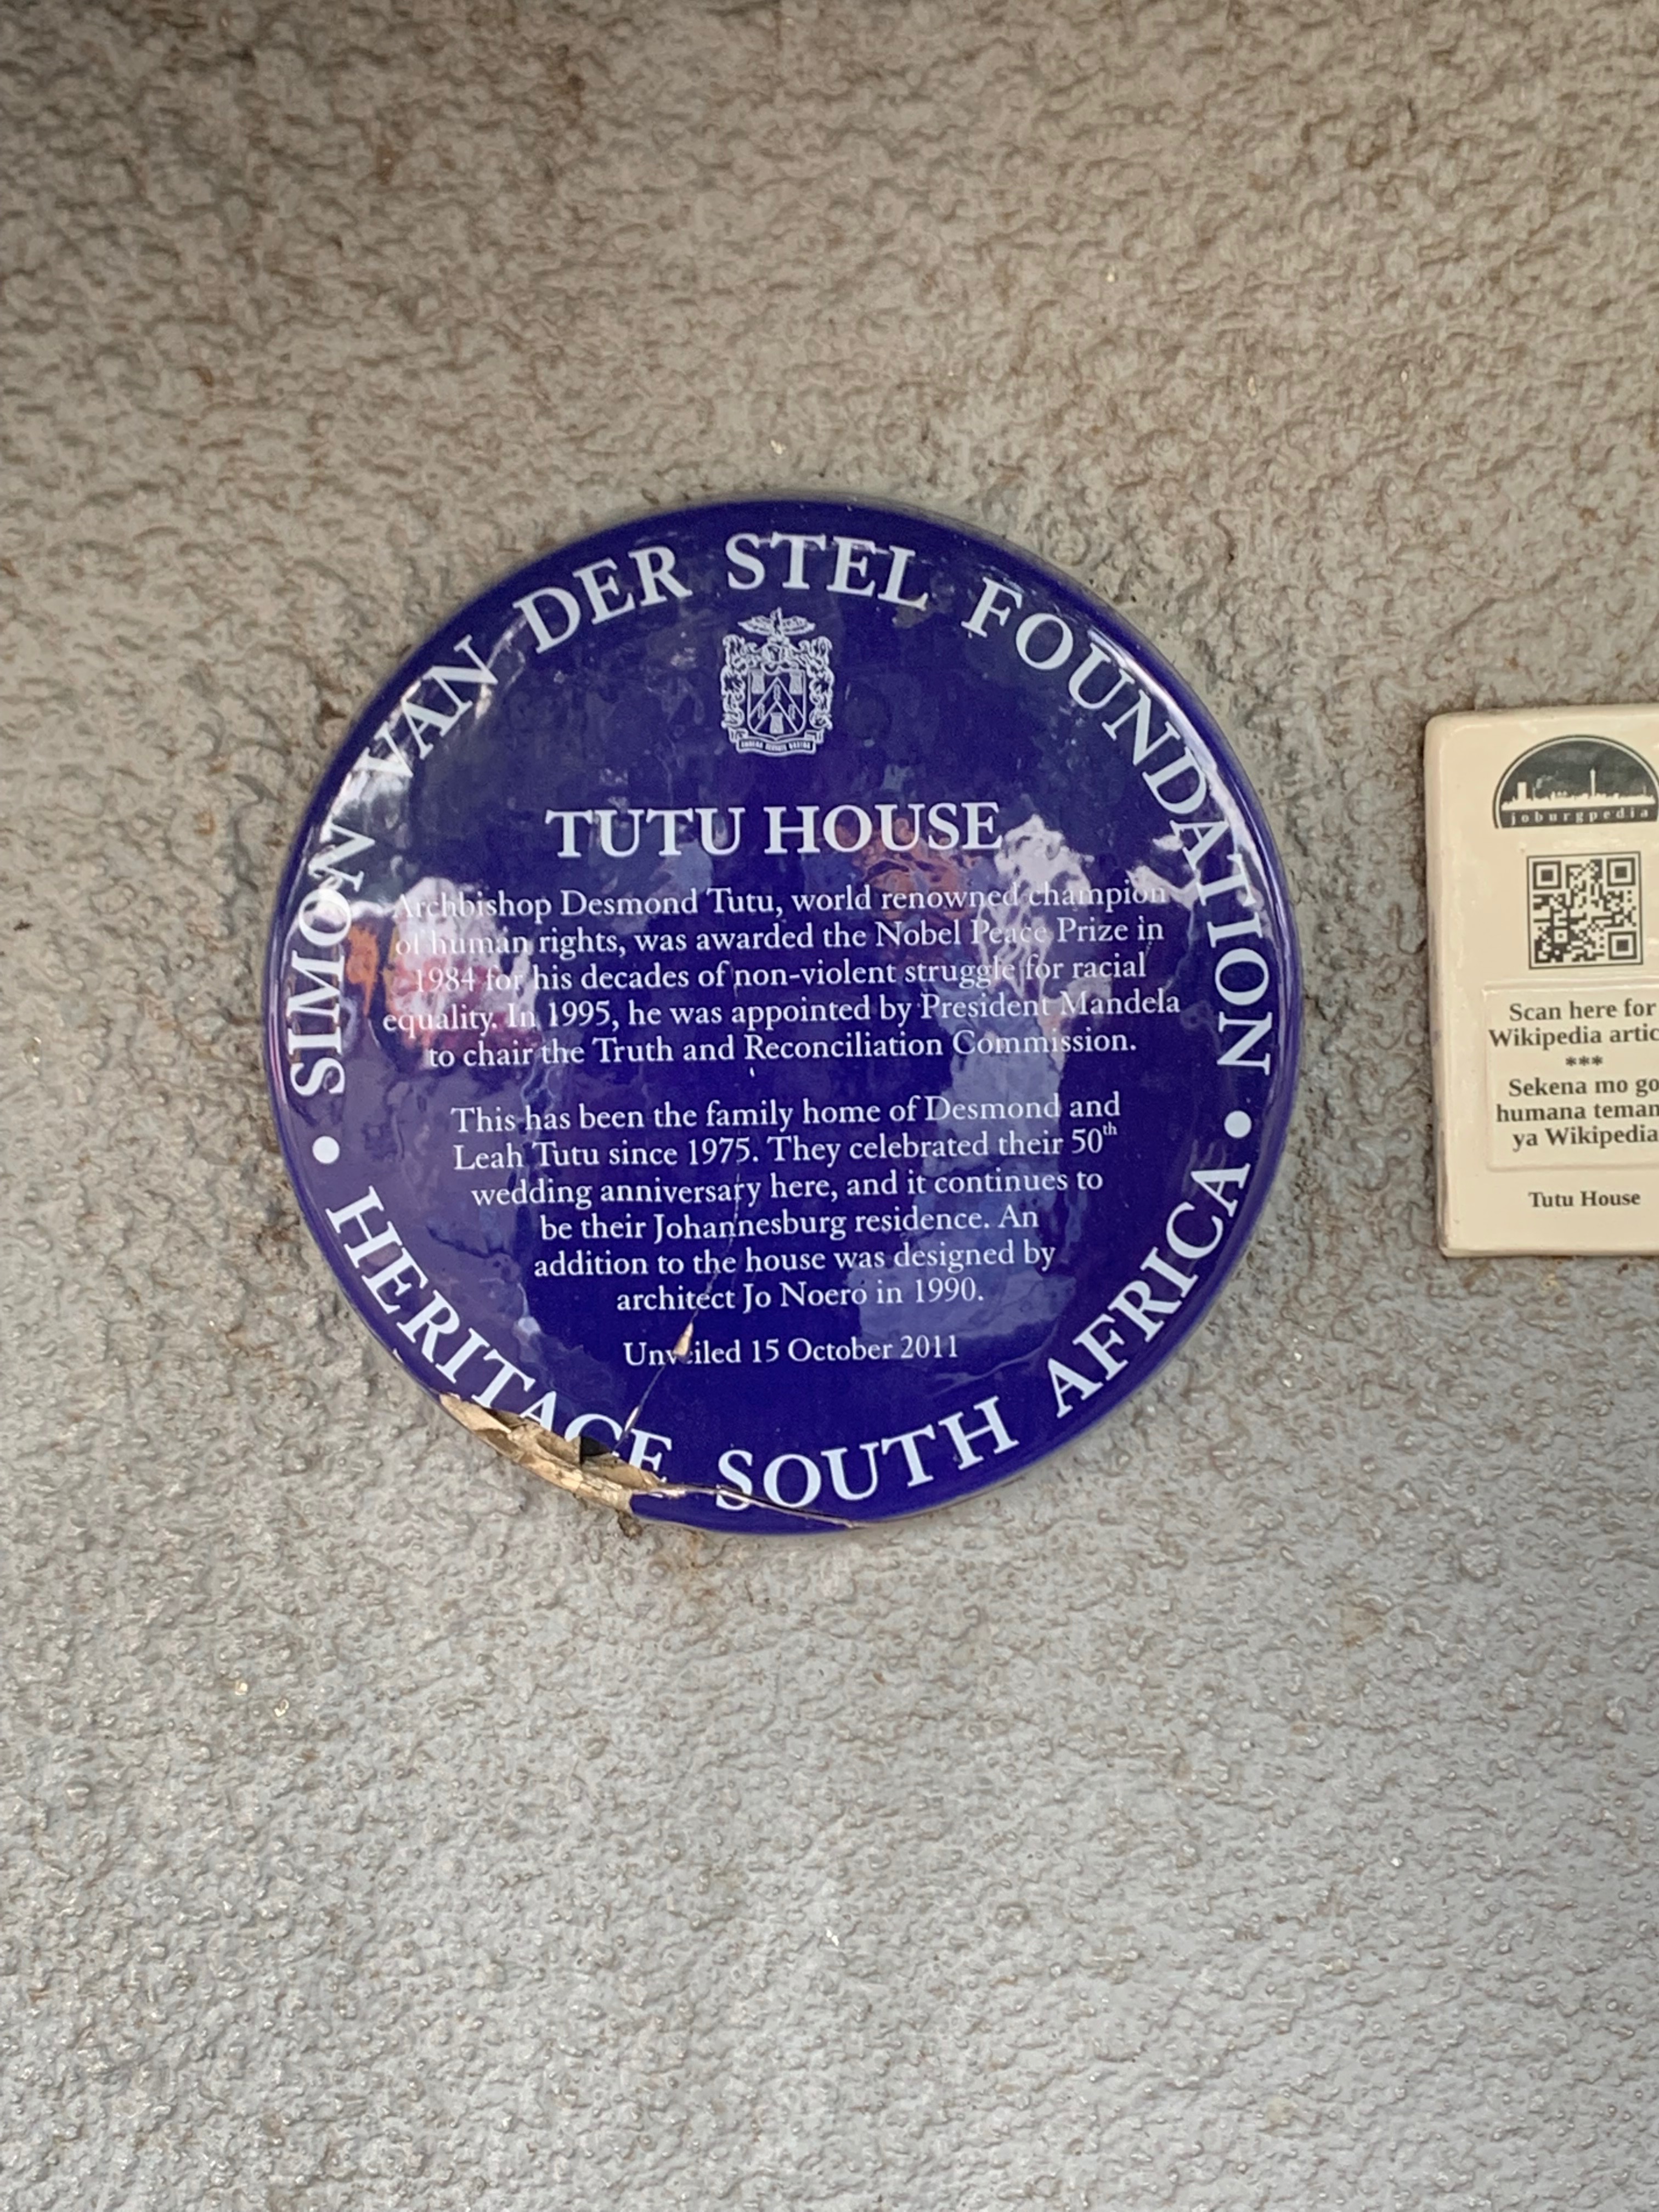 SIMON VAN DER STEL FOUNDATION
TUTU HOUSE
Archbishop Desmond Tutu, world renowned champion
of human rights, was awarded the Nobel Peace Prize in
1984 for his decades of non-violent struggle for racial
equality. In 1995, he was appointed by President Mandela
to chair the Truth and Reconciliation Commission.
This has been the family home of Desmond and
Leah Tutu since 1975. They celebrated their 50th
wedding anniversary here, and it continues to
be their Johannesburg residence. An
addition to the house was designed by
architect Jo Noero in 1990.
Unveiled 15 October 2011
• HERITAGE SOUTH AFRICA •
joburgpedia
Scan here for
Wikipedia artic
***
Sekena mo go
humana teman
ya Wikipedia
Tutu House